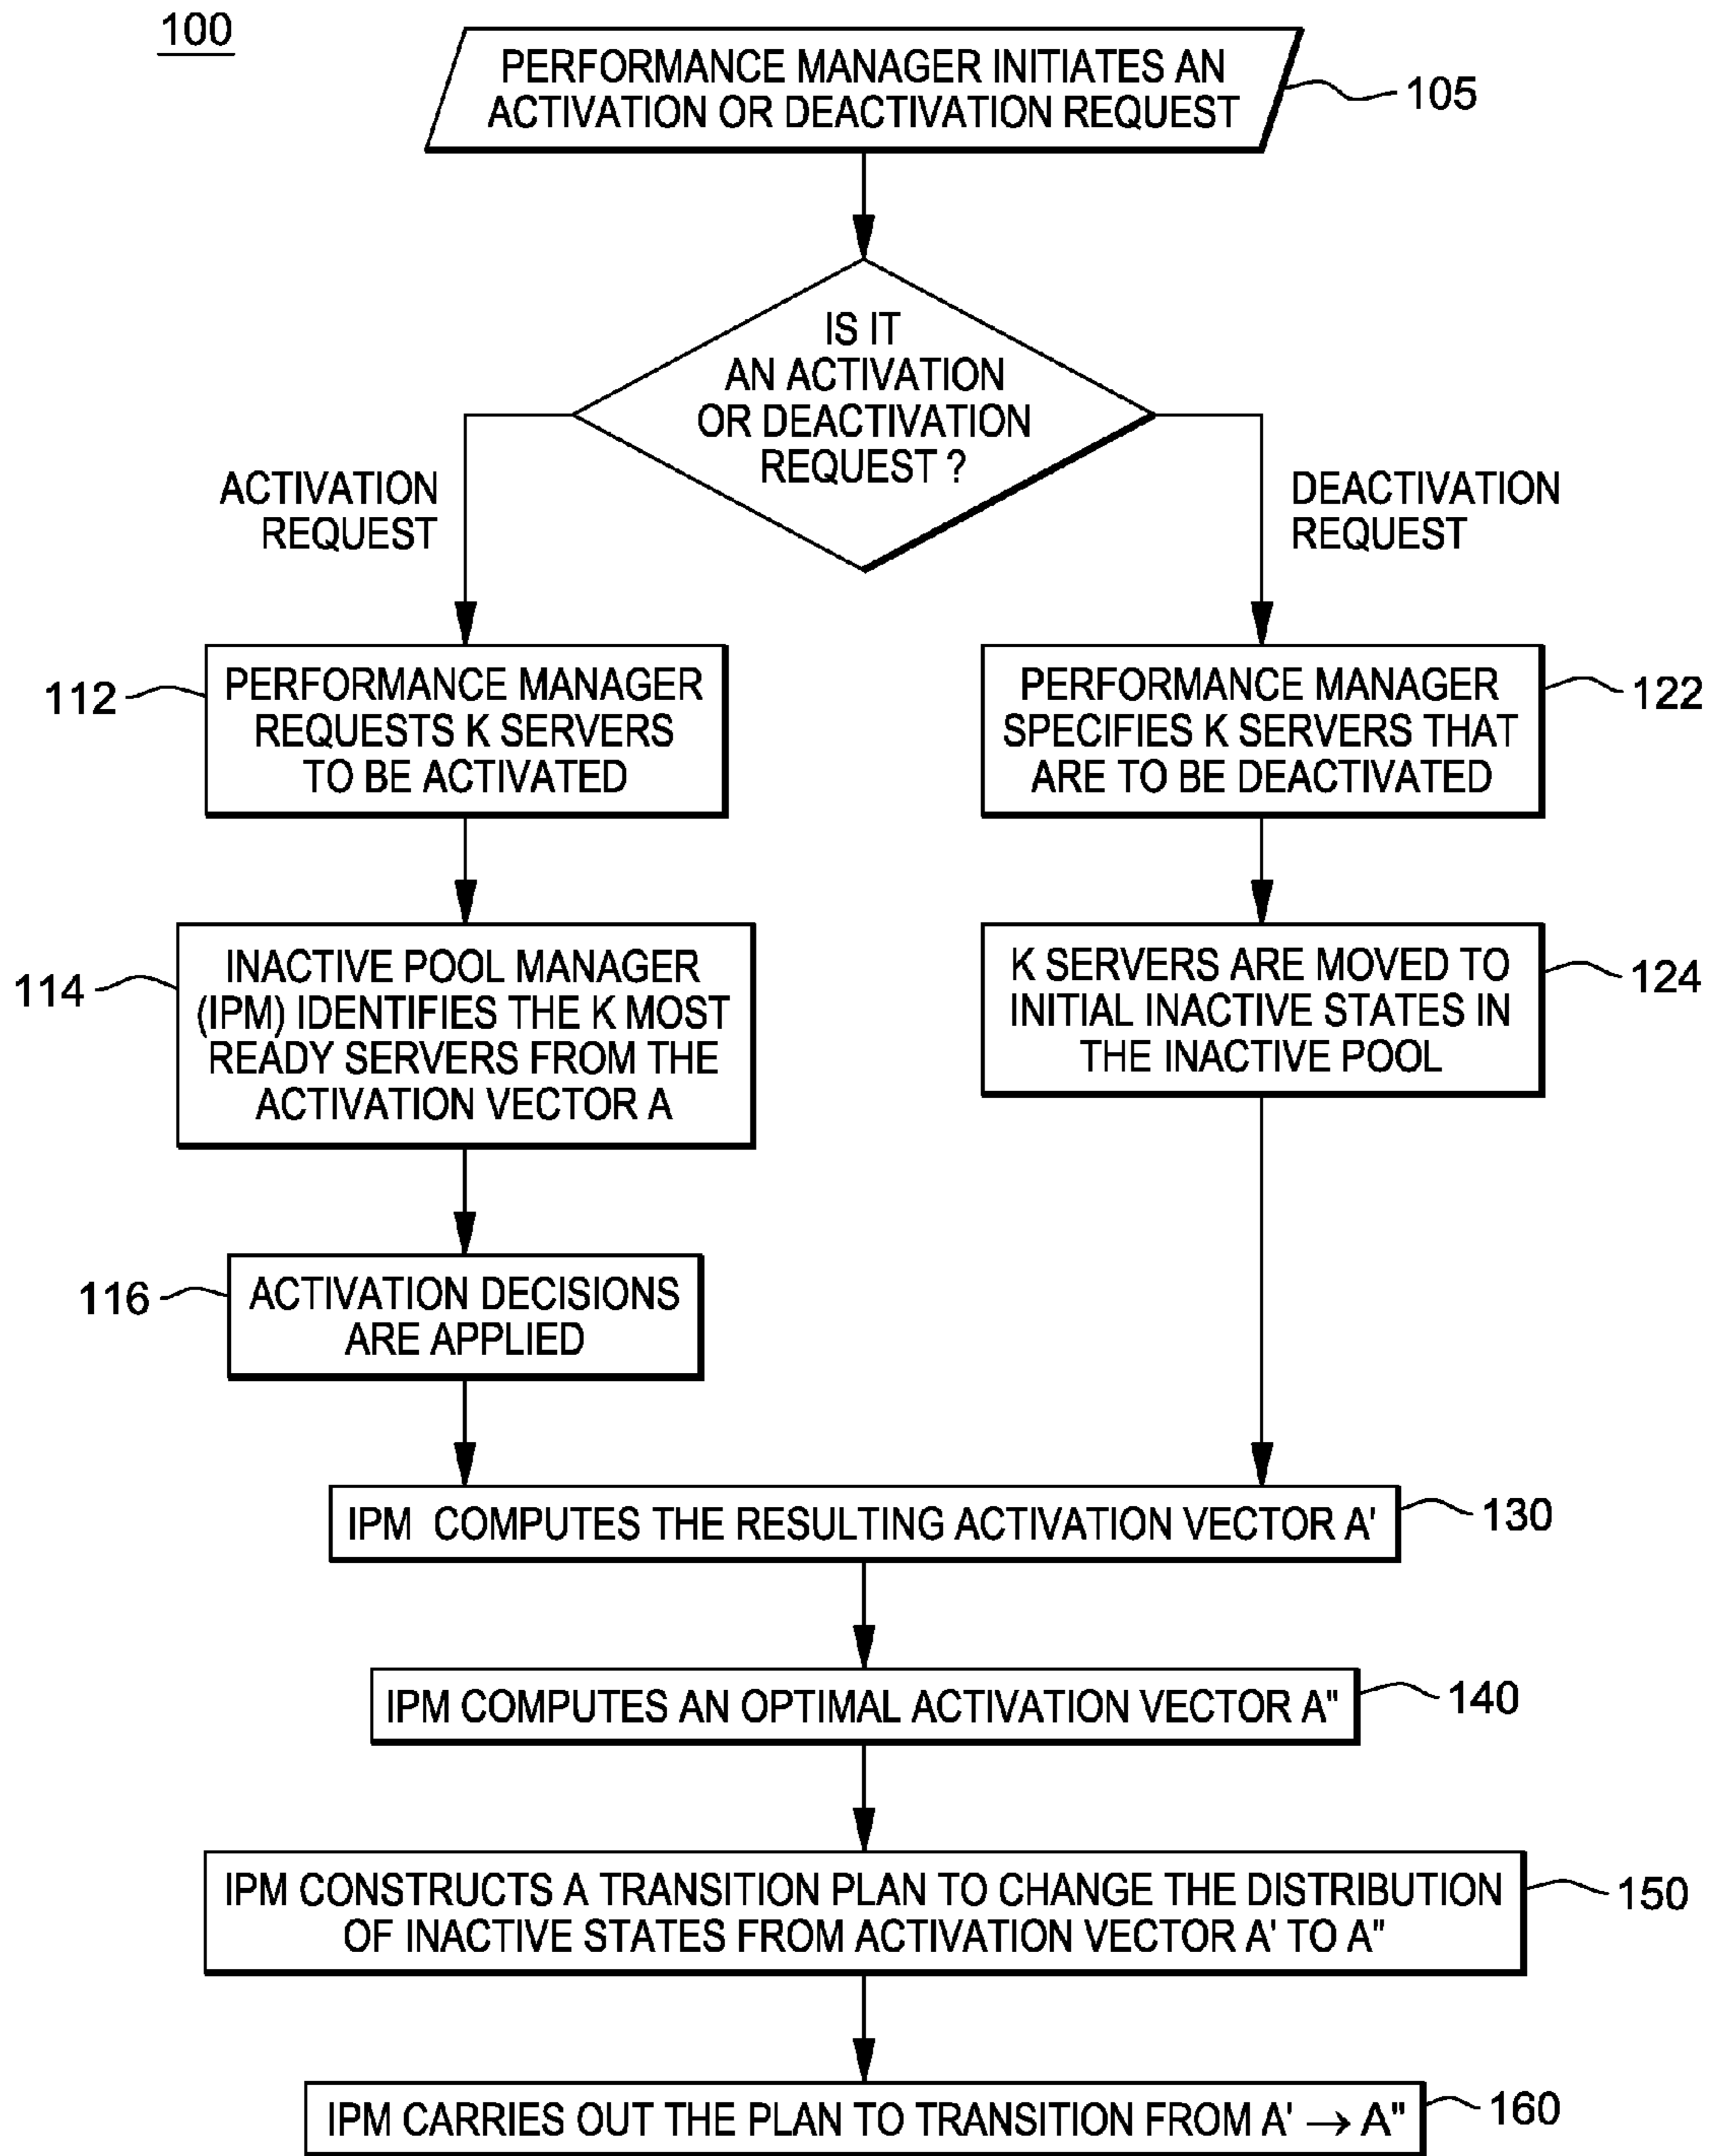 100
PERFORMANCE MANAGER INITIATES AN
ACTIVATION OR DEACTIVATION REQUEST
105
IS IT
AN ACTIVATION
OR DEACTIVATION
REQUEST ?
ACTIVATION
REQUEST
DEACTIVATION
REQUEST
112
PERFORMANCE MANAGER
REQUESTS K SERVERS
TO BE ACTIVATED
PERFORMANCE MANAGER
SPECIFIES K SERVERS THAT
ARE TO BE DEACTIVATED
122
114
INACTIVE POOL MANAGER
(IPM) IDENTIFIES THE K MOST
READY SERVERS FROM THE
ACTIVATION VECTOR A
K SERVERS ARE MOVED TO
INITIAL INACTIVE STATES IN
THE INACTIVE POOL
124
116
ACTIVATION DECISIONS
ARE APPLIED
IPM COMPUTES THE RESULTING ACTIVATION VECTOR A'
130
IPM COMPUTES AN OPTIMAL ACTIVATION VECTOR A"
140
IPM CONSTRUCTS A TRANSITION PLAN TO CHANGE THE DISTRIBUTION
OF INACTIVE STATES FROM ACTIVATION VECTOR A' TO A"
150
IPM CARRIES OUT THE PLAN TO TRANSITION FROM A' → A"
160